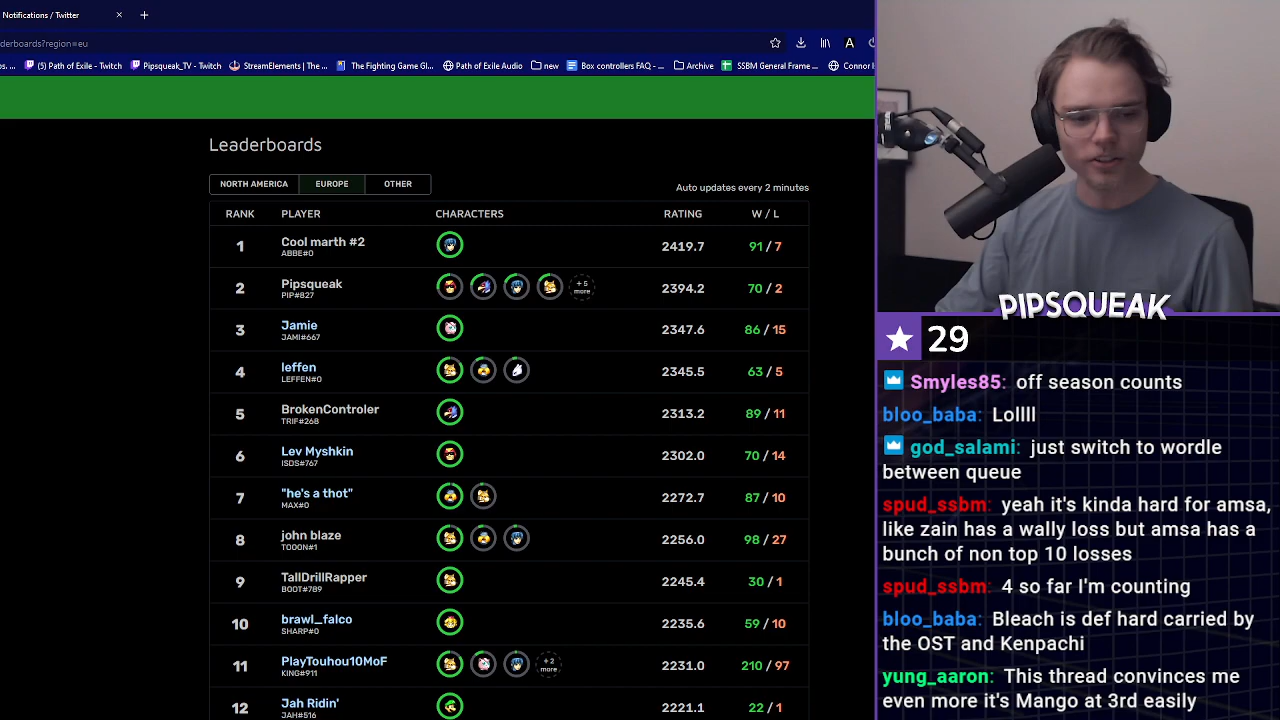 Notifications / Twitter
derboards?region=eu
os. ...
(5) Path of Exile - Twitch
Pipsqueak_TV - Twitch
StreamElements | The ...
The Fighting Game Gl...
Path of Exile Audio
new
Box controllers FAQ - ...
Archive
SSBM General Frame ...
Connor
Leaderboards
NORTH AMERICA EUROPE OTHER
Auto updates every 2 minutes
RANK PLAYER CHARACTERS RATING W / L
1 Cool marth #2 2419.7 91 / 7
ABBE#0
2 Pipsqueak + 5 more 2394.2 70 / 2
PIP#827
3 Jamie 2347.6 86 / 15
JAMI#667
4 leffen 2345.5 63 / 5
LEFFEN#0
5 BrokenControler 2313.2 89 / 11
TRIF#268
6 Lev Myshkin 2302.0 70 / 14
ISDS#767
7 "he's a thot" 2272.7 87 / 10
MAX#0
8 john blaze 2256.0 98 / 27
TOOON#1
9 TallDrillRapper 2245.4 30 / 1
BOOT#789
10 brawl_falco 2235.6 59 / 10
SHARP#0
11 PlayTouhou10MoF + 2 more 2231.0 210 / 97
KING#911
12 Jah Ridin' 2221.1 22 / 1
JAH#516
PIPSQUEAK
29
Smyles85: off season counts
bloo_baba: Lollll
god_salami: just switch to wordle
between queue
spud_ssbm: yeah it's kinda hard for amsa,
like zain has a wally loss but amsa has a
bunch of non top 10 losses
spud_ssbm: 4 so far I'm counting
bloo_baba: Bleach is def hard carried by
the OST and Kenpachi
yung_aaron: This thread convinces me
even more it's Mango at 3rd easily